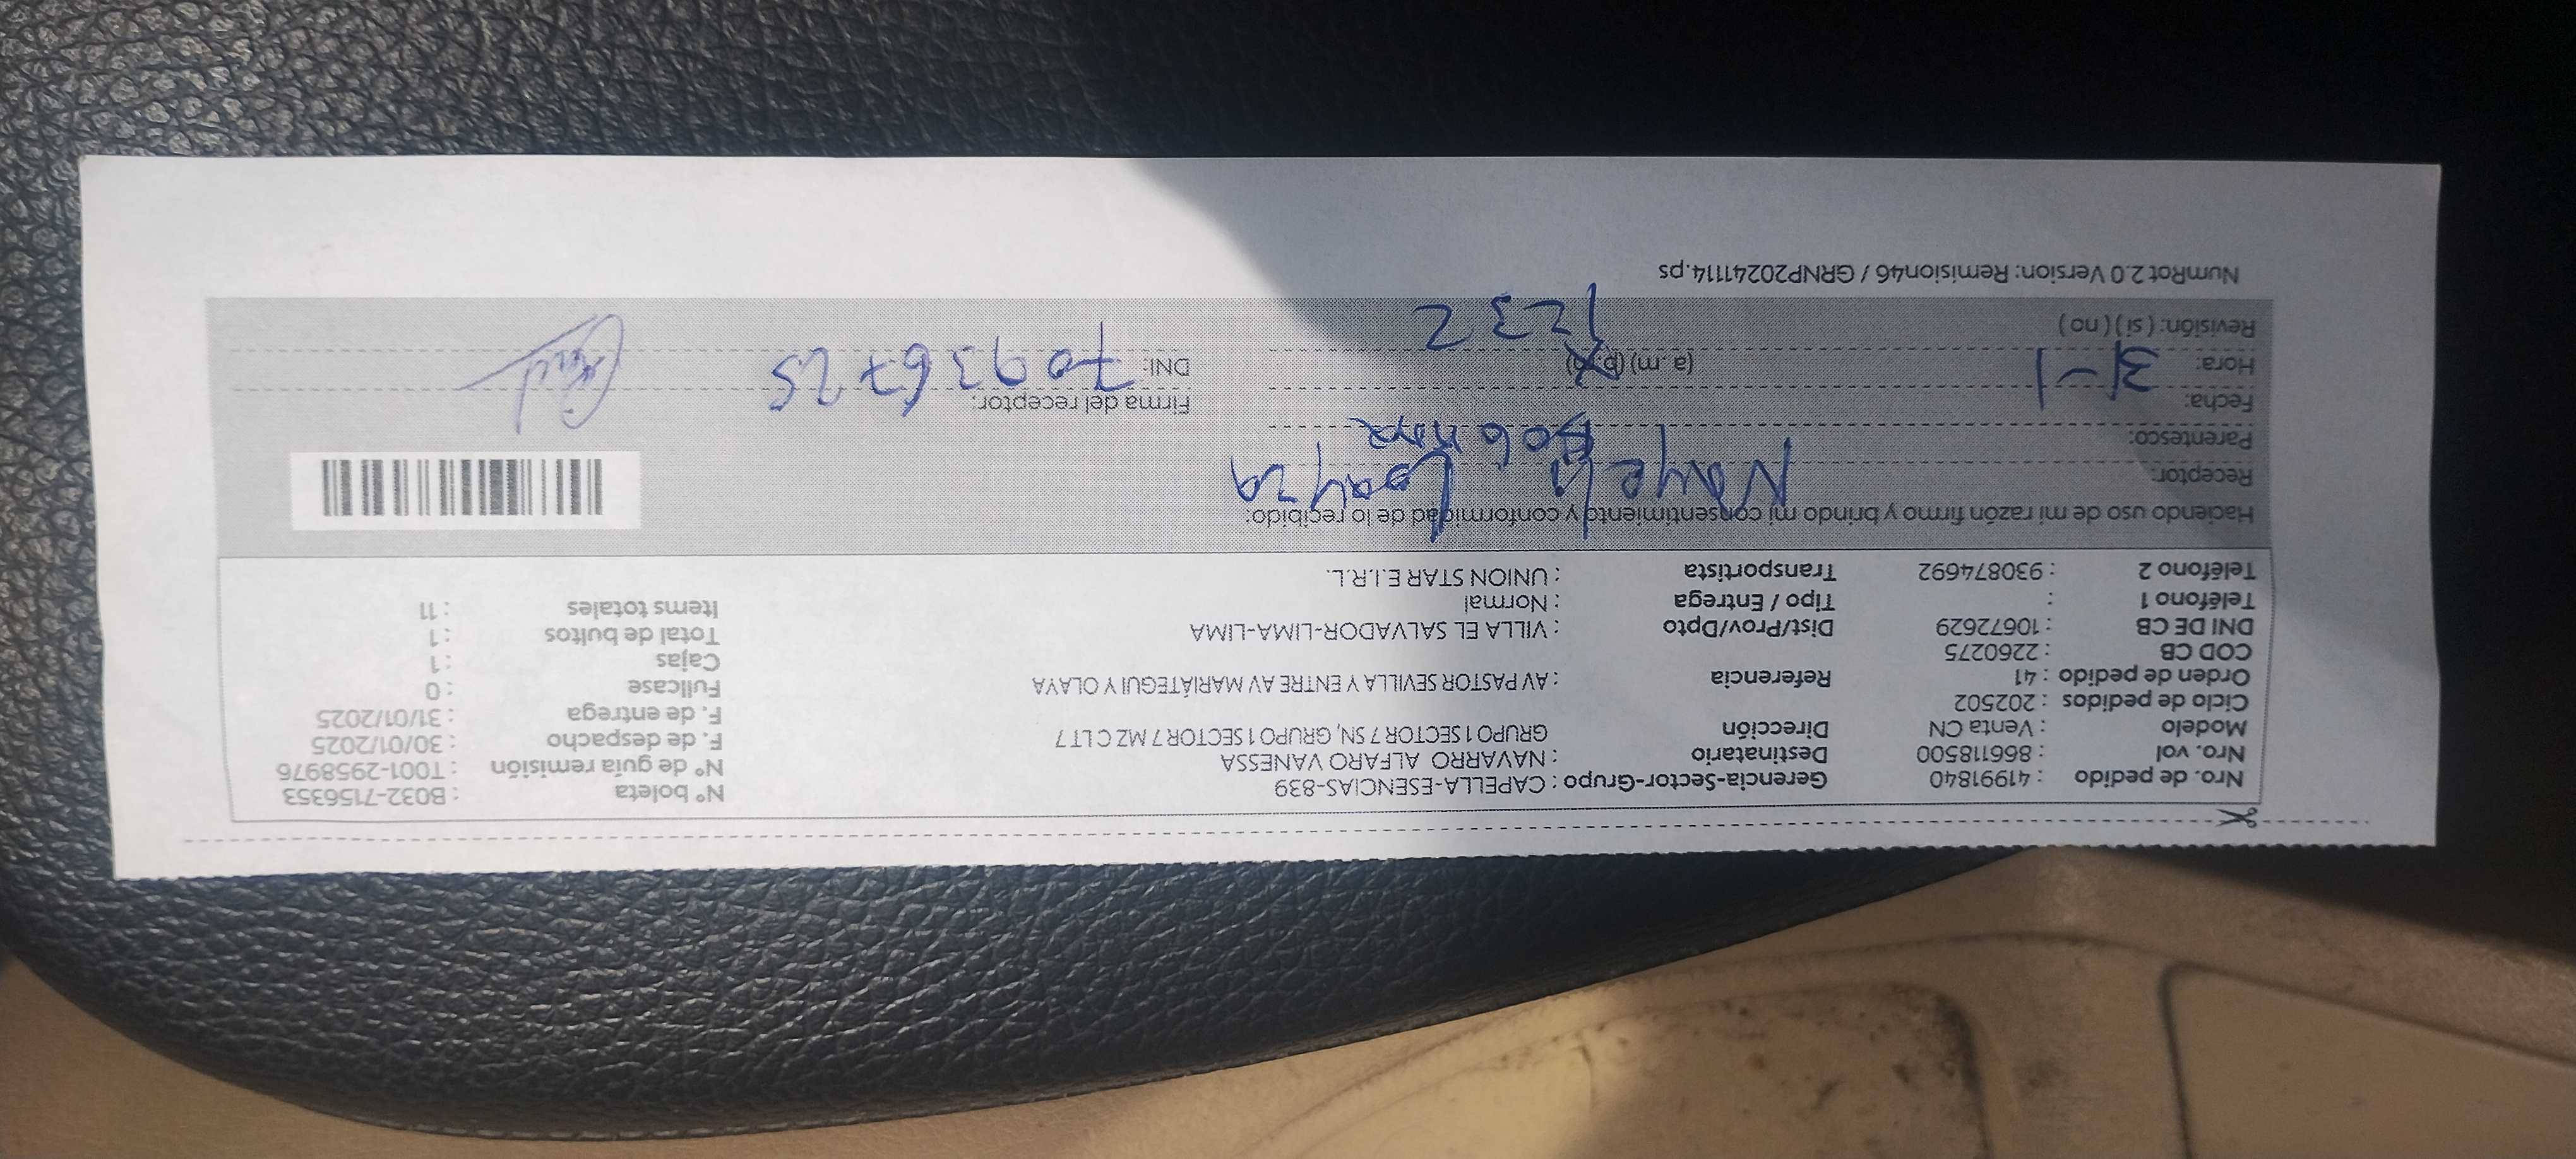 Nro. de pedido : 41991840 Gerencia-Sector-Grupo : CAPELLA-ESENCIAS-839 N° boleta : B032-7156353
Nro. vol : 866118500 Destinatario : NAVARRO ALFARO VANESSA N° de guía remisión : T001-2958976
Modelo : Venta CN Dirección GRUPO 1 SECTOR 7 SN, GRUPO 1 SECTOR 7 MZ C LT 7 F. de despacho : 30/01/2025
Ciclo de pedidos : 202502 F. de entrega : 31/01/2025
Orden de pedido : 41 Referencia : AV PASTOR SEVILLA Y ENTRE AV MARIÁTEGUI Y OLAYA Fullcase : 0
COD CB : 2260275 Cajas : 1
DNI DE CB : 10672629 Dist/Prov/Dpto : VILLA EL SALVADOR-LIMA-LIMA Total de bultos : 1
Teléfono 1 : Tipo / Entrega : Normal Items totales : 11
Teléfono 2 : 930874692 Transportista : UNION STAR E.I.R.L.
Haciendo uso de mi razón firmo y brindo mi consentimiento y conformidad de lo recibido:
Receptor: Nayeli Loayza
Parentesco:
Fecha: 31-1 Firma del receptor:
Hora: (a. m) (p. m) DNI: 70936725
Revisión: ( si ) ( no ) 1232
NumRot 2.0 Version: Remision46 / GRNP20241114.ps